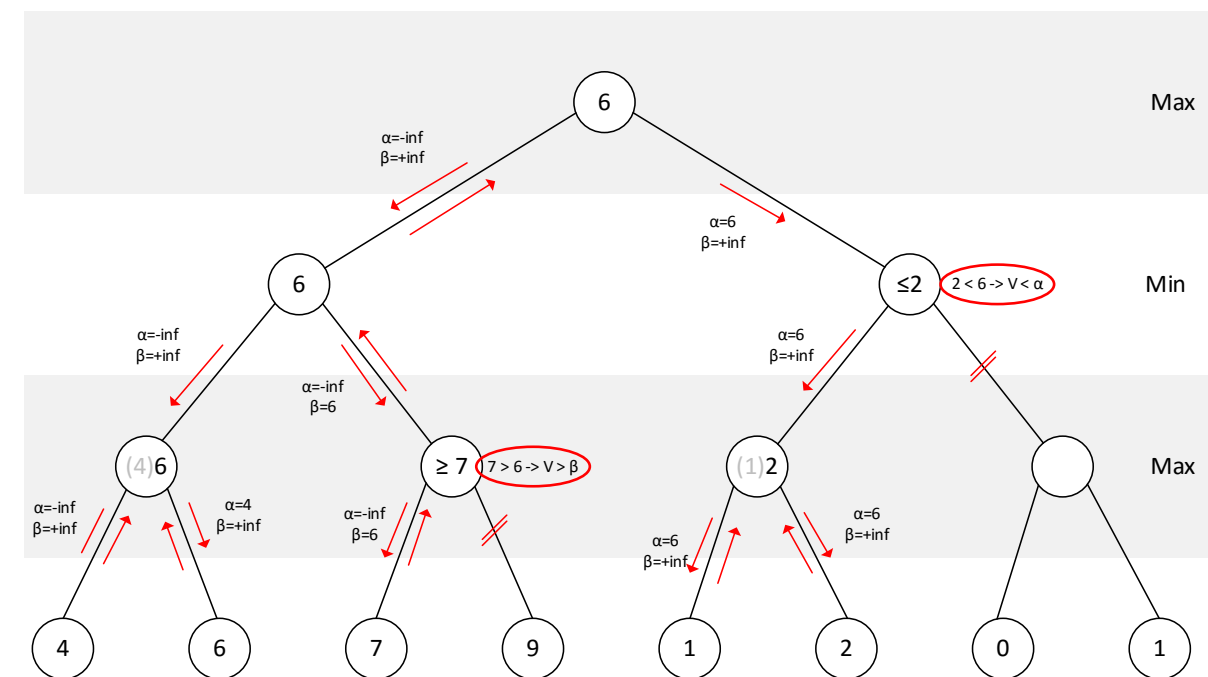 6
Max
α=-inf
β=+inf
α=6
β=+inf
6
≤2
2 < 6 -> V < α
Min
α=-inf
β=+inf
α=6
β=+inf
α=-inf
β=6
(4)6
≥ 7
7 > 6 -> V > β
(1)2
Max
α=-inf
β=+inf
α=4
β=+inf
α=-inf
β=6
α=6
β=+inf
α=6
β=+inf
4
6
7
9
1
2
0
1